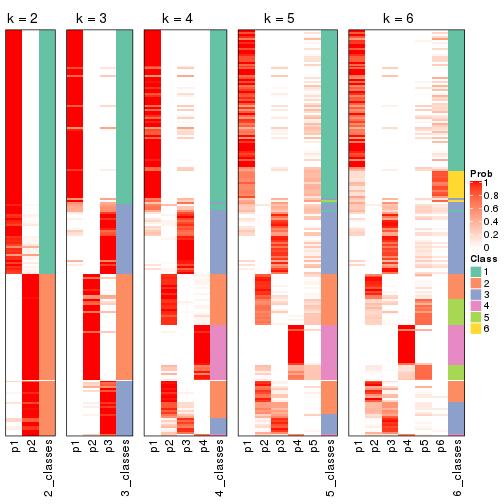 k = 2
k = 3
k = 4
k = 5
k = 6
p1
p2
2_classes
p1
p2
p3
3_classes
p1
p2
p3
p4
4_classes
p1
p2
p3
p4
p5
5_classes
p1
p2
p3
p4
p5
p6
6_classes
Prob
1
0.8
0.6
0.4
0.2
0
Class
1
2
3
4
5
6